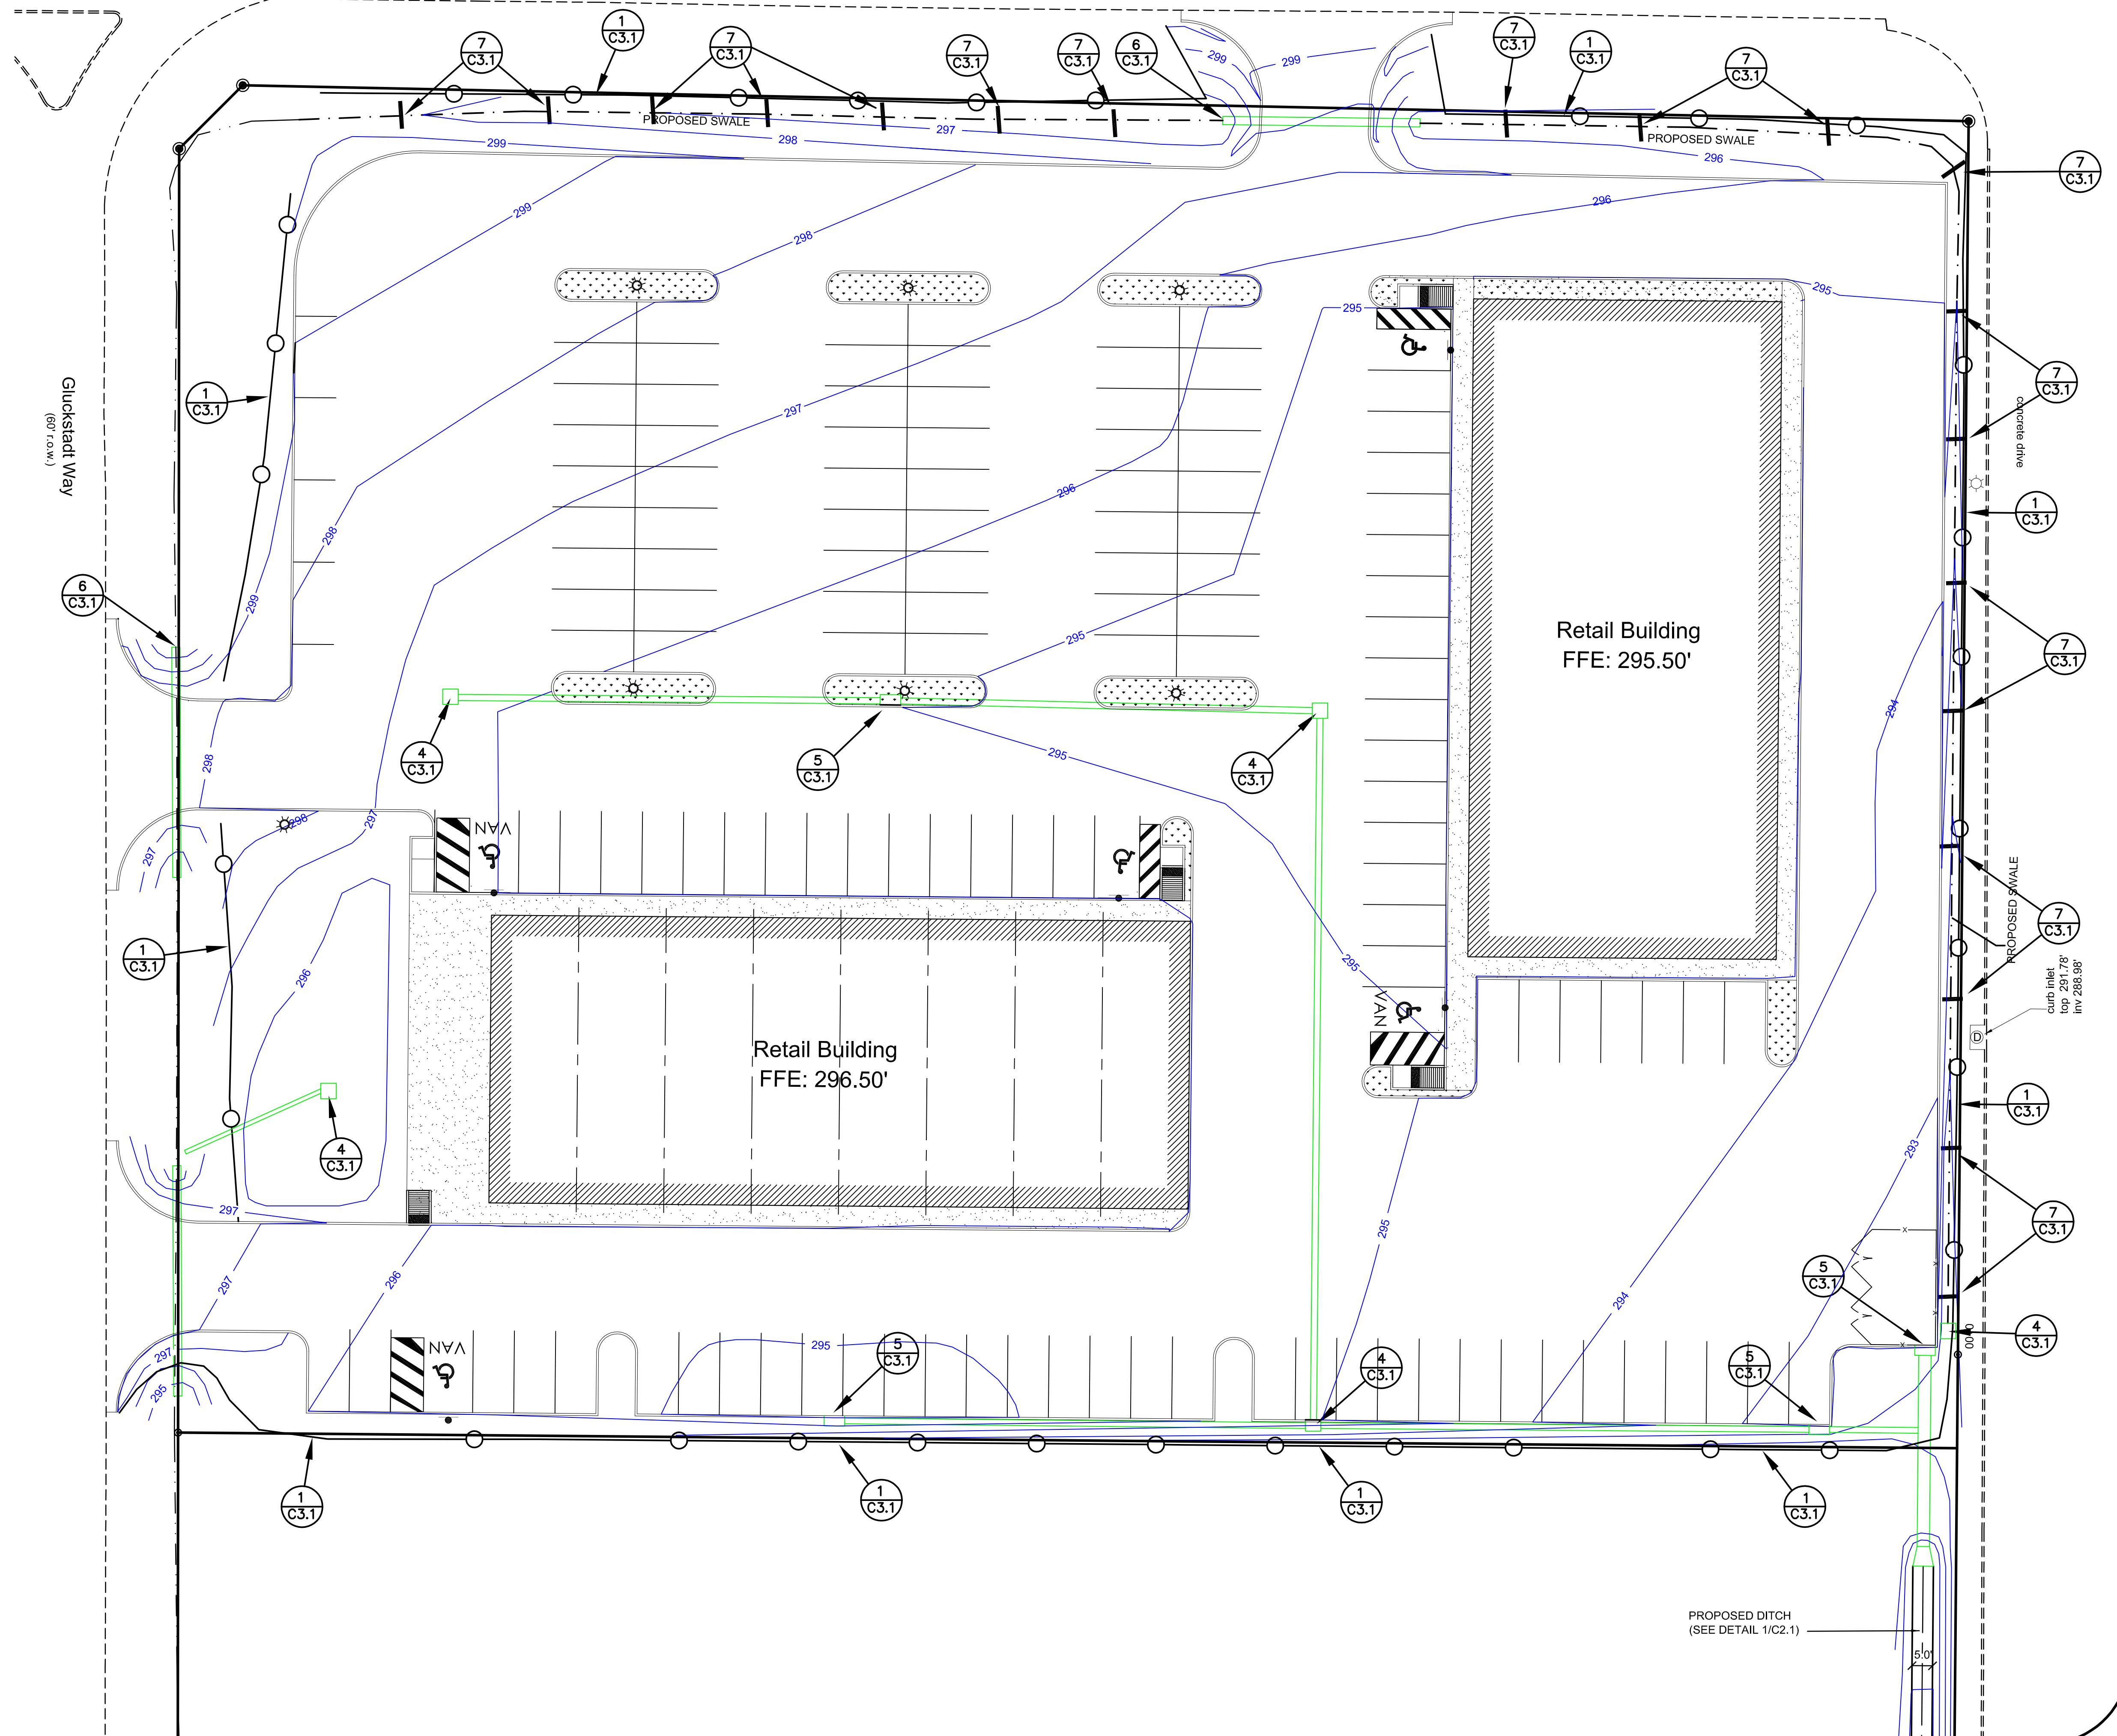 1
C3.1
7
C3.1
7
C3.1
7
C3.1
7
C3.1
6
C3.1
7
C3.1
1
C3.1
7
C3.1
299
299
PROPOSED SWALE
297
298
299
PROPOSED SWALE
296
7
C3.1
299
298
296
295
295
7
C3.1
concrete drive
Gluckstadt Way
(60' r.o.w.)
1
C3.1
297
296
298
1
C3.1
6
C3.1
299
295
Retail Building
FFE: 295.50'
7
C3.1
294
298
4
C3.1
5
C3.1
295
4
C3.1
297
298
297
VAN
7
C3.1
PROPOSED SWALE
1
C3.1
296
295
VAN
curb inlet
top 291.78'
inv 288.98'
D
Retail Building
FFE: 296.50'
4
C3.1
1
C3.1
293
297
295
7
C3.1
297
296
294
5
C3.1
4
C3.1
VAN
295
5
C3.1
4
C3.1
5
C3.1
297
295
1
C3.1
1
C3.1
1
C3.1
1
C3.1
PROPOSED DITCH
(SEE DETAIL 1/C2.1)
5.0'